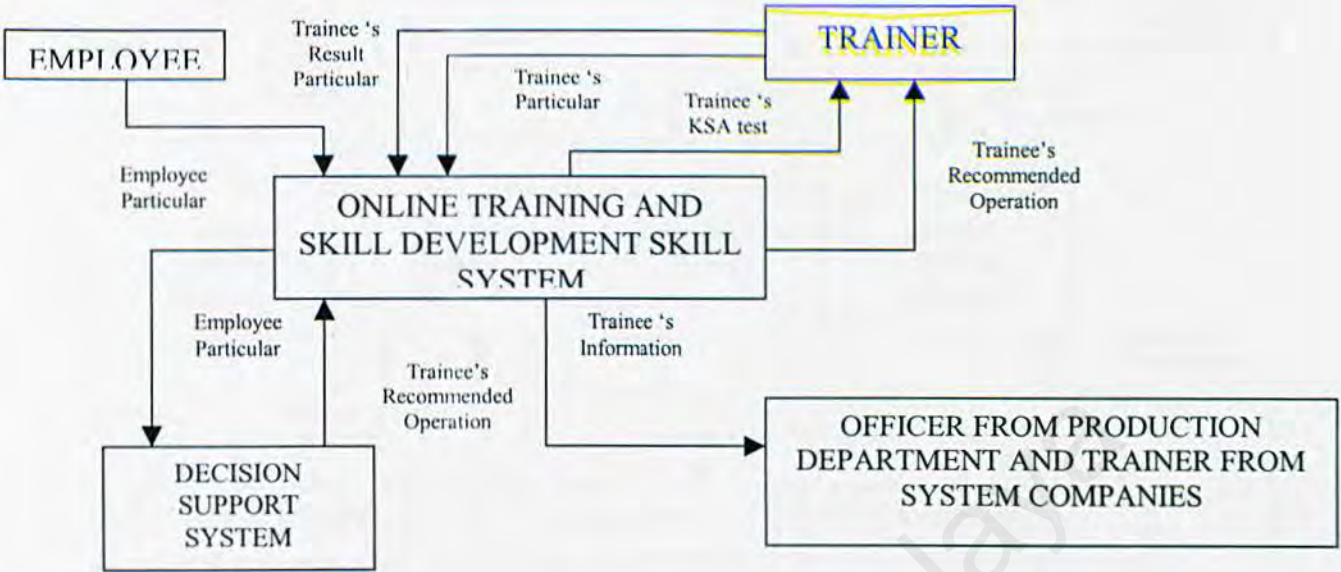 EMPLOYEE
Trainee ‘s
Result
Particular
TRAINER
Trainee ‘s
Particular
Trainee ‘s
KSA test
Trainee's
Recommended
Operation
Employee
Particular
ONLINE TRAINING AND
SKILL DEVELOPMENT SKILL
SYSTEM
Employee
Particular
Trainee ‘s
Information
Trainee's
Recommended
Operation
DECISION
SUPPORT
SYSTEM
OFFICER FROM PRODUCTION
DEPARTMENT AND TRAINER FROM
SYSTEM COMPANIES